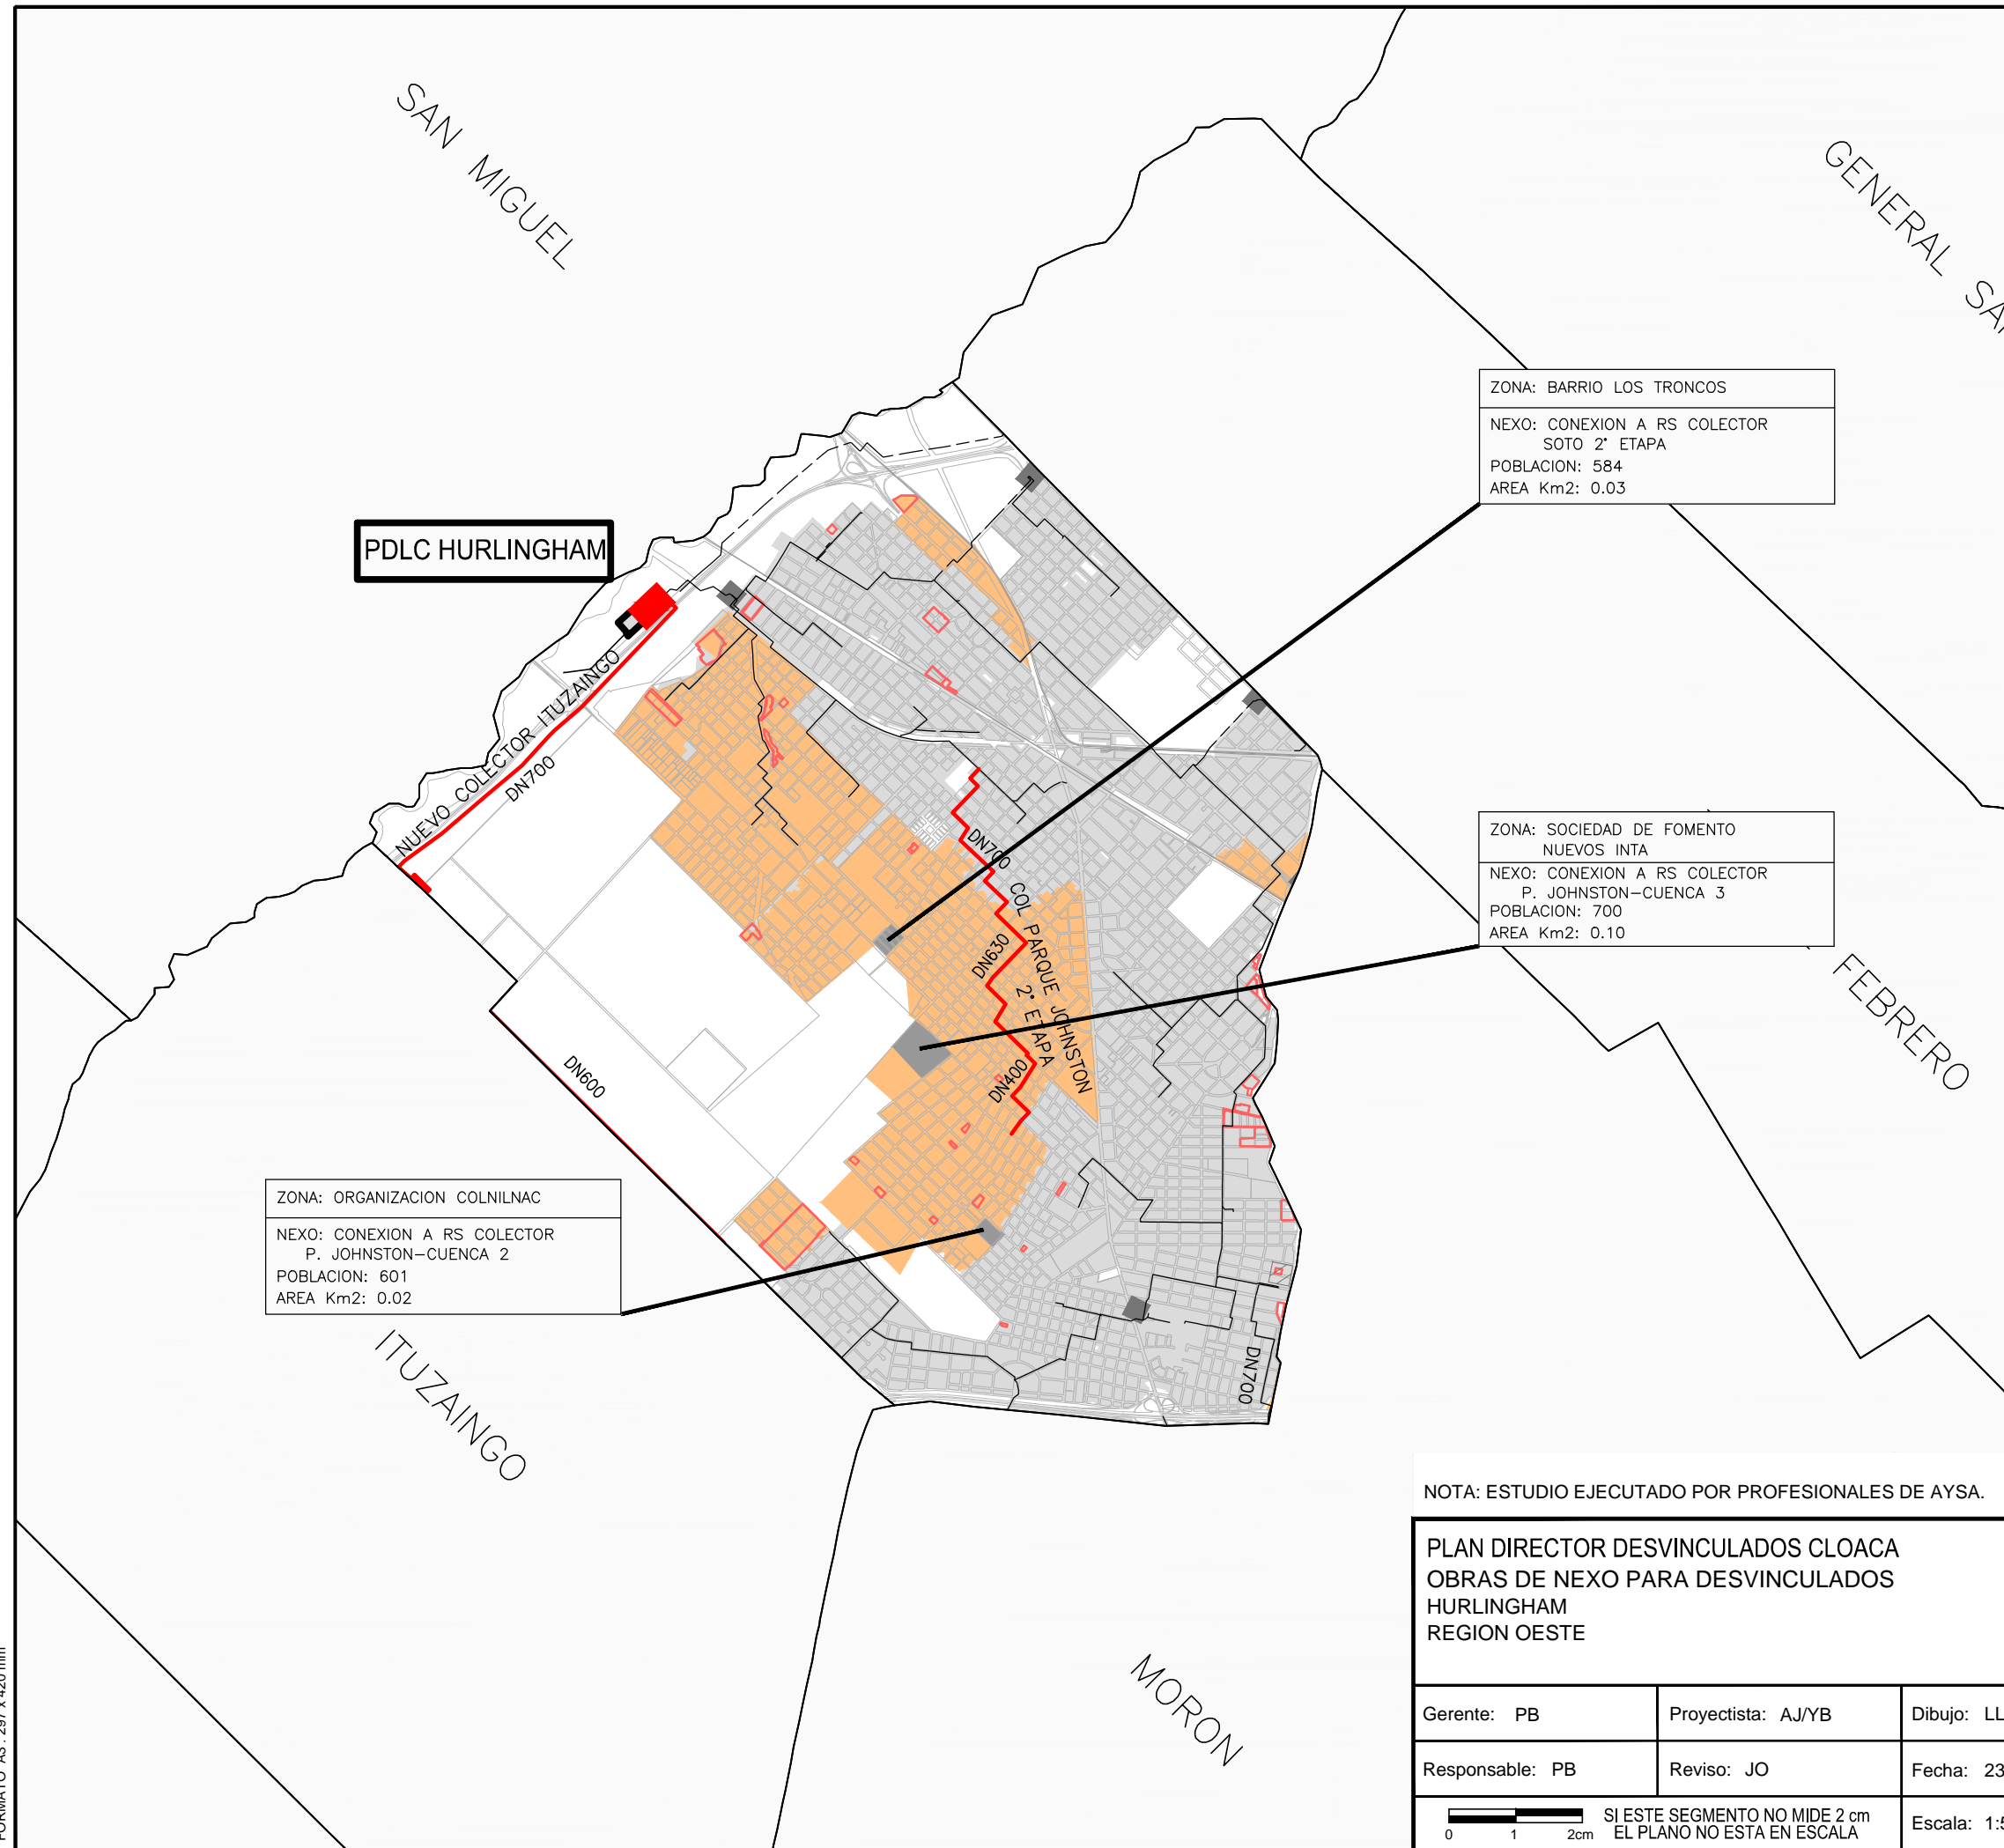 SAN MIGUEL
GENERAL
ZONA: BARRIO LOS TRONCOS
NEXO: CONEXION A RS COLECTOR
SOTO 2° ETAPA
POBLACION: 584
AREA Km2: 0.03
PDLC HURLINGHAM
NUEVO COLECTOR ITUZAINGO
DN700
ZONA: SOCIEDAD DE FOMENTO
NUEVOS INTA
NEXO: CONEXION A RS COLECTOR
P. JOHNSTON-CUENCA 3
POBLACION: 700
AREA Km2: 0.10
DN700
COL PARQUE JOHNSTON
2° ETAPA
DN630
DN400
FEBRERO
DN600
ZONA: ORGANIZACION COLNILNAC
NEXO: CONEXION A RS COLECTOR
P. JOHNSTON-CUENCA 2
POBLACION: 601
AREA Km2: 0.02
ITUZAINGO
DN700
MORON
NOTA: ESTUDIO EJECUTADO POR PROFESIONALES DE AYSA.
PLAN DIRECTOR DESVINCULADOS CLOACA
OBRAS DE NEXO PARA DESVINCULADOS
HURLINGHAM
REGION OESTE
Gerente: PB
Proyectista: AJ/YB
Dibujo: LL
Responsable: PB
Reviso: JO
Fecha: 23
0 1 2cm
SI ESTE SEGMENTO NO MIDE 2 cm
EL PLANO NO ESTA EN ESCALA
Escala:
FORMATO A3 : 297 x 420 mm